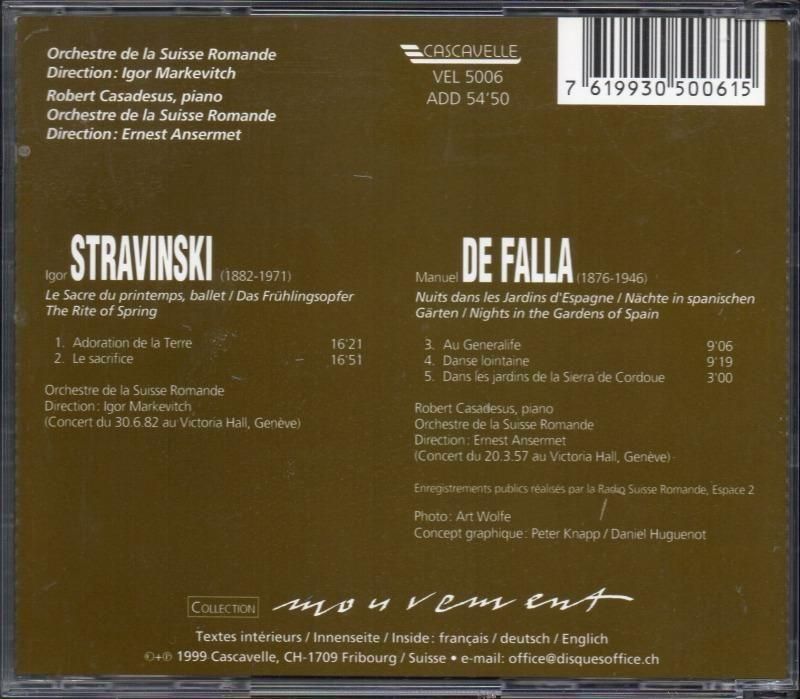 Orchestre de la Suisse Romande
Direction: Igor Markevitch
Robert Casadesus, piano
Orchestre de la Suisse Romande
Direction: Ernest Ansermet
CASCAVELLE
VEL 5006
ADD 54'50
7 619930 500615
Igor STRAVINSKI (1882-1971)
Le Sacre du printemps, ballet / Das Frühlingsopfer
The Rite of Spring
1. Adoration de la Terre 16'21
2. Le sacrifice 16'51
Orchestre de la Suisse Romande
Direction: Igor Markevitch
(Concert du 30.6.82 au Victoria Hall, Genève)
Manuel DE FALLA (1876-1946)
Nuits dans les Jardins d'Espagne / Nächte in spanischen
Gärten / Nights in the Gardens of Spain
3. Au Generalife 9'06
4. Danse lointaine 9'19
5. Dans les jardins de la Sierra de Cordoue 3'00
Robert Casadesus, piano
Orchestre de la Suisse Romande
Direction: Ernest Ansermet
(Concert du 20.3.57 au Victoria Hall, Genève)
Enregistrements publics réalisés par la Radio Suisse Romande, Espace 2
Photo: Art Wolfe
Concept graphique: Peter Knapp / Daniel Huguenot
COLLECTION mouvement
Textes intérieurs / Innenseite / Inside: français / deutsch / Englich
©+℗ 1999 Cascavelle, CH-1709 Fribourg / Suisse • e-mail: office@disquesoffice.ch